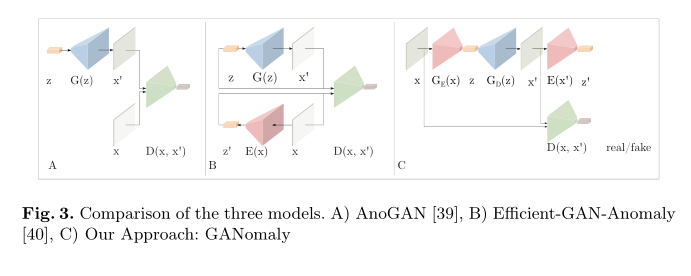 z G(z) x'
x D(x, x')
A
z G(z) x'
z' E(x) x D(x, x')
B
x G_E(x) z G_D(z) x' E(x') z'
D(x, x') real/fake
C
Fig. 3. Comparison of the three models. A) AnoGAN [39], B) Efficient-GAN-Anomaly
[40], C) Our Approach: GANomaly